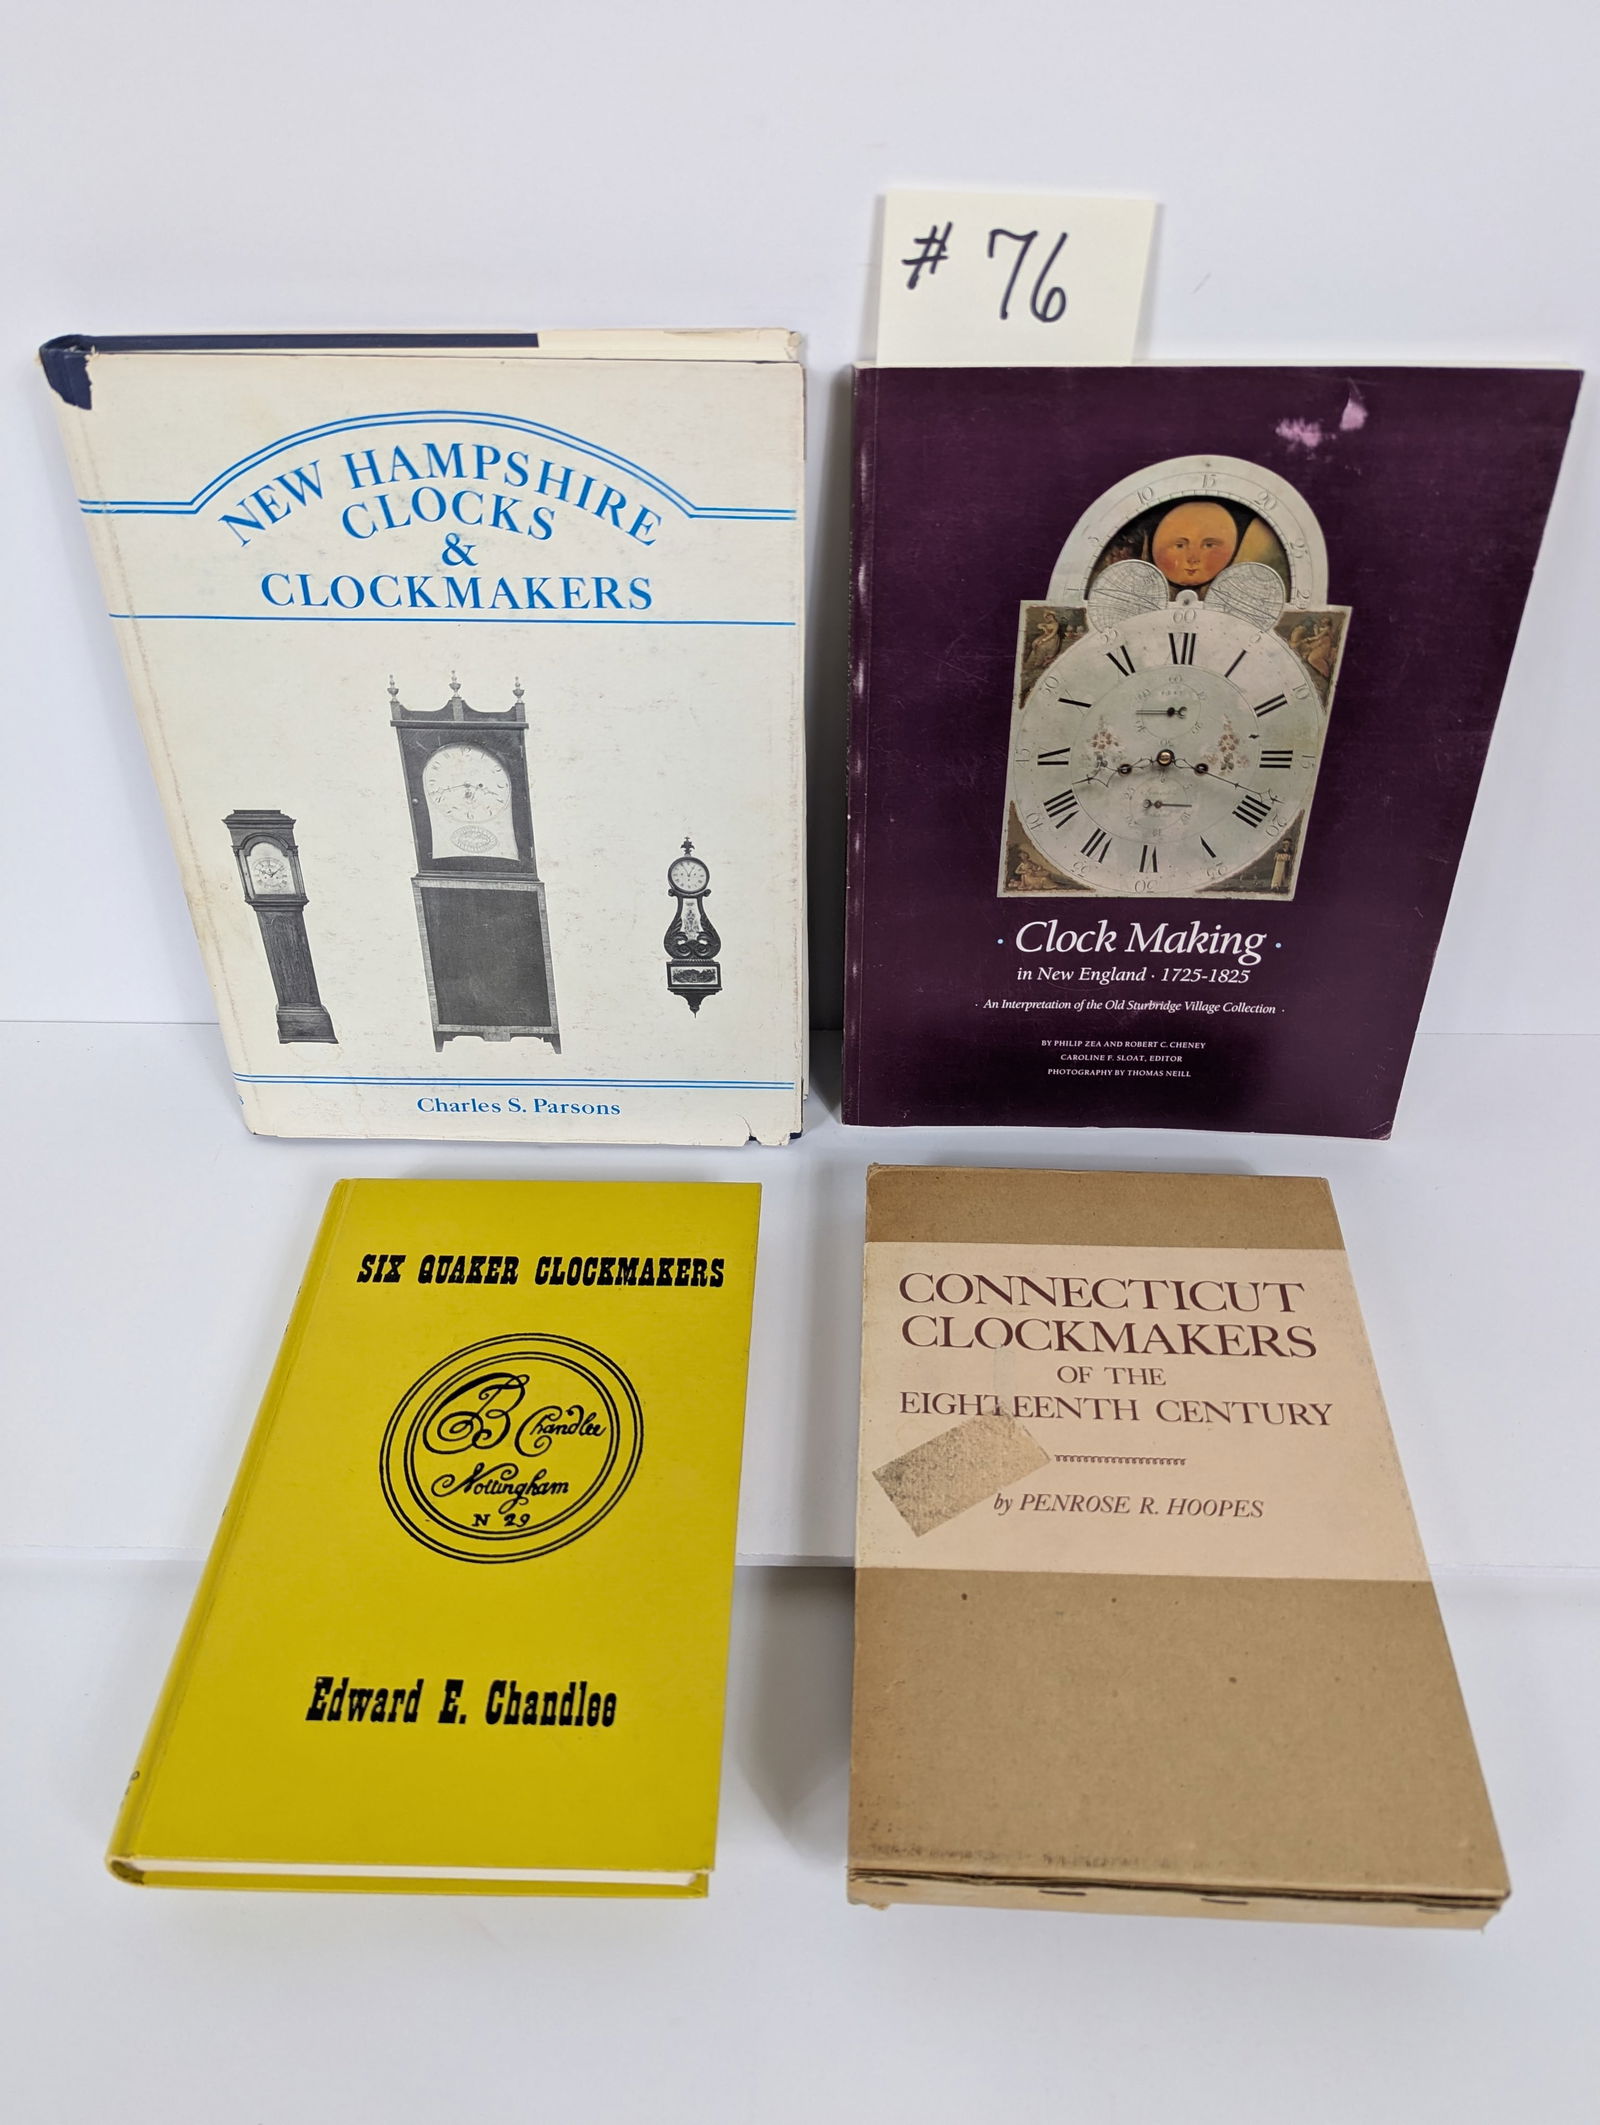 # 76
NEW HAMPSHIRE
CLOCKS
&
CLOCKMAKERS
Charles S. Parsons
· Clock Making ·
in New England · 1725-1825
· An Interpretation of the Old Sturbridge Village Collection ·
BY PHILIP ZEA AND ROBERT C. CHENEY
CAROLINE F. SLOAT, EDITOR
PHOTOGRAPHY BY THOMAS NEILL
SIX QUAKER CLOCKMAKERS
B Chandlee
Nottingham
N 29
Edward E. Chandlee
CONNECTICUT
CLOCKMAKERS
OF THE
EIGHTEENTH CENTURY
by PENROSE R. HOOPES